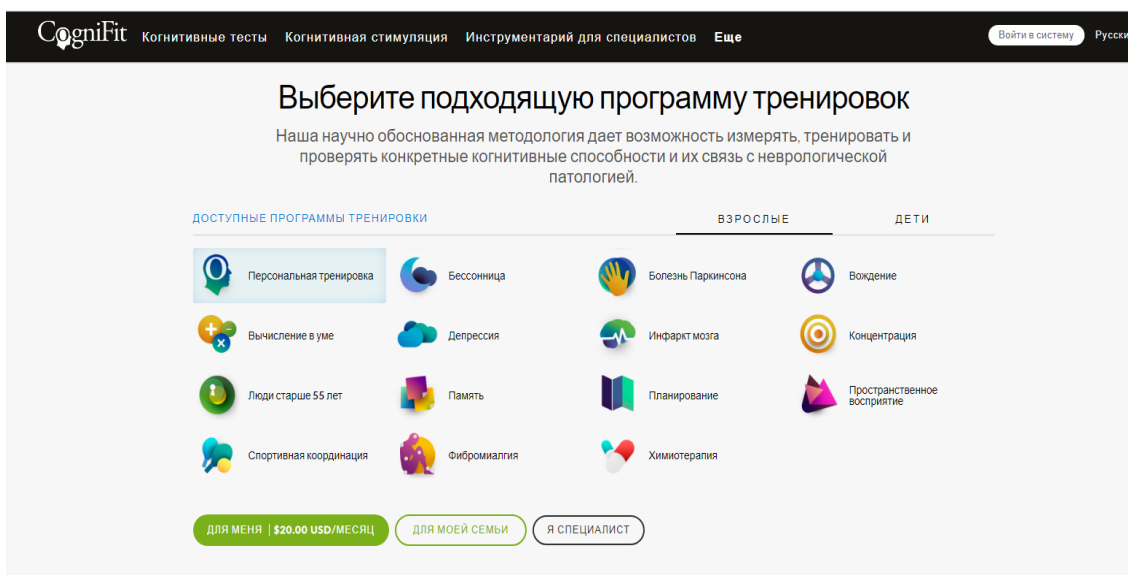 CogniFit Когнитивные тесты Когнитивная стимуляция Инструментарий для специалистов Еще Войти в систему Русски
Выберите подходящую программу тренировок
Наша научно обоснованная методология дает возможность измерять, тренировать и
проверять конкретные когнитивные способности и их связь с неврологической
патологией.
ДОСТУПНЫЕ ПРОГРАММЫ ТРЕНИРОВКИ ВЗРОСЛЫЕ ДЕТИ
Персональная тренировка Бессонница Болезнь Паркинсона Вождение
Вычисление в уме Депрессия Инфаркт мозга Концентрация
Люди старше 55 лет Память Планирование Пространственное
восприятие
Спортивная координация Фибромиалгия Химиотерапия
ДЛЯ МЕНЯ | $20.00 USD/МЕСЯЦ ДЛЯ МОЕЙ СЕМЬИ Я СПЕЦИАЛИСТ